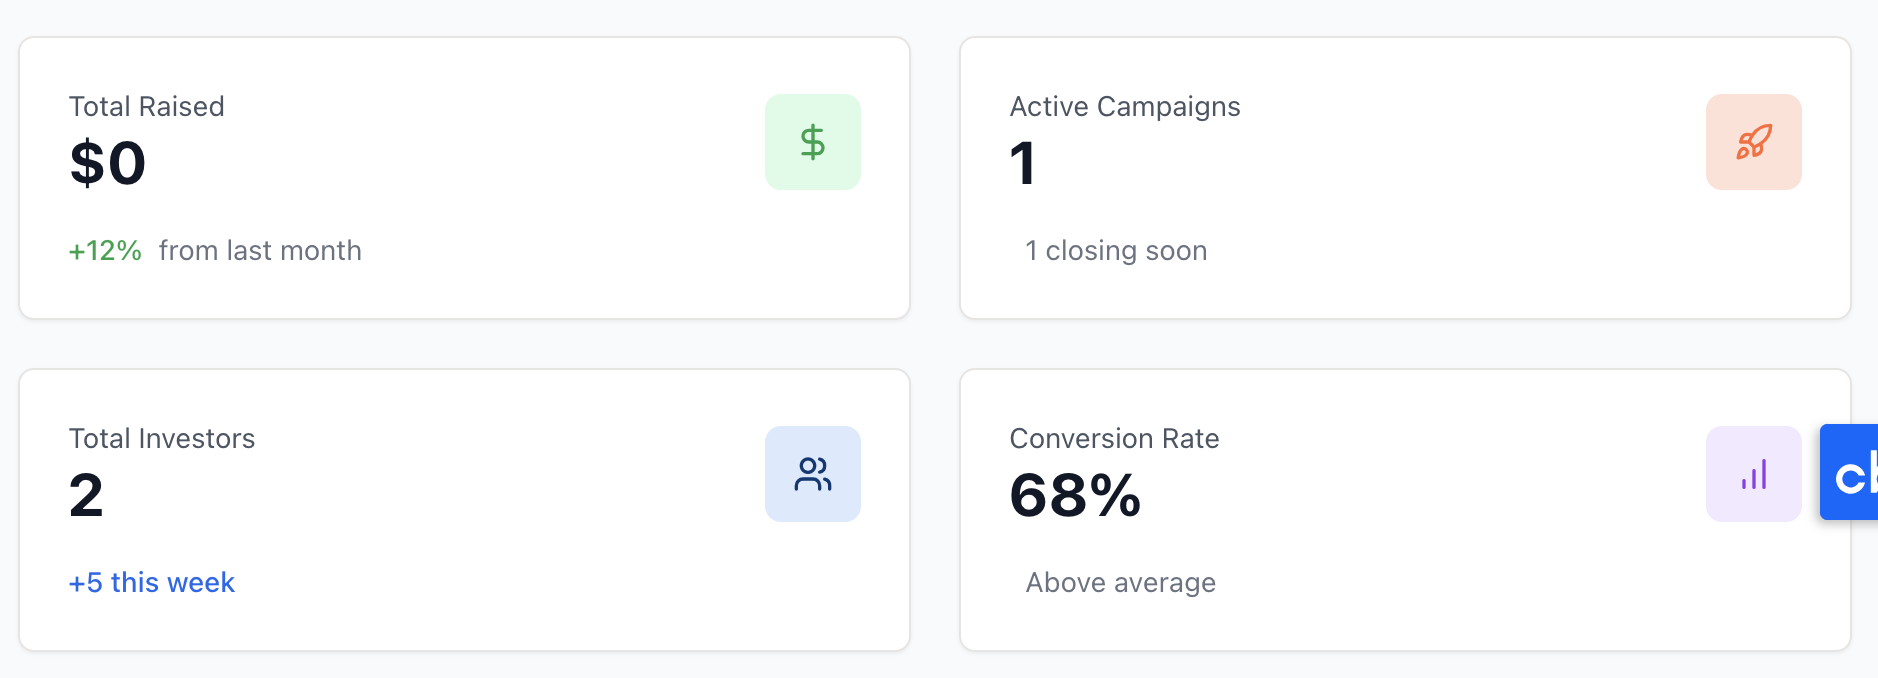 Total Raised
$0
+12% from last month
Active Campaigns
1
1 closing soon
Total Investors
2
+5 this week
Conversion Rate
68%
Above average